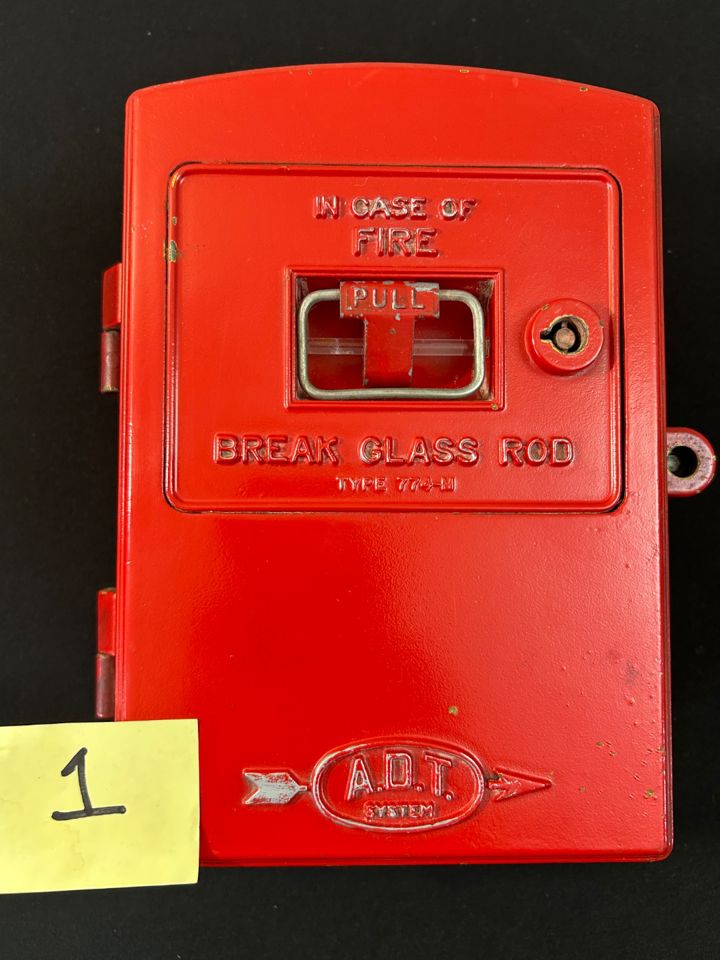 IN CASE OF
FIRE
PULL
BREAK GLASS ROD
TYPE 774-M
A.D.T.
SYSTEM
1